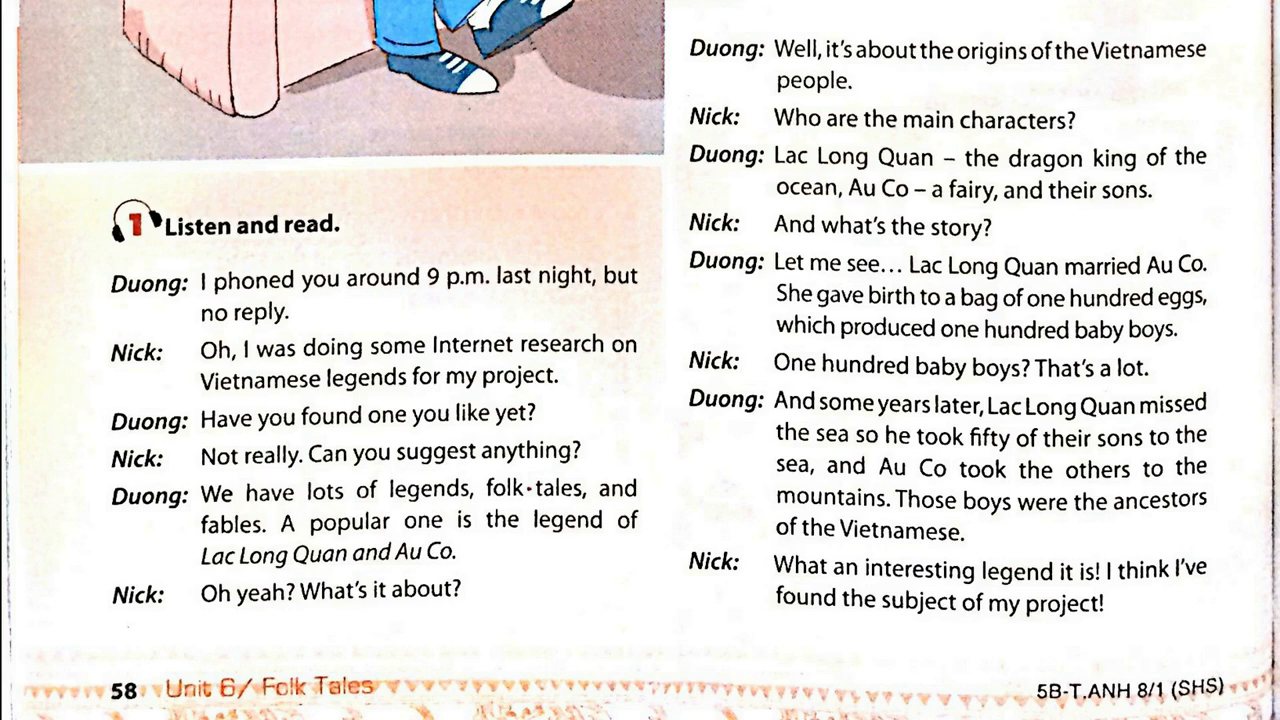 1 Listen and read.
Duong: I phoned you around 9 p.m. last night, but
no reply.
Nick: Oh, I was doing some Internet research on
Vietnamese legends for my project.
Duong: Have you found one you like yet?
Nick: Not really. Can you suggest anything?
Duong: We have lots of legends, folk·tales, and
fables. A popular one is the legend of
Lac Long Quan and Au Co.
Nick: Oh yeah? What's it about?
Duong: Well, it's about the origins of the Vietnamese
people.
Nick: Who are the main characters?
Duong: Lac Long Quan – the dragon king of the
ocean, Au Co – a fairy, and their sons.
Nick: And what's the story?
Duong: Let me see... Lac Long Quan married Au Co.
She gave birth to a bag of one hundred eggs,
which produced one hundred baby boys.
Nick: One hundred baby boys? That's a lot.
Duong: And some years later, Lac Long Quan missed
the sea so he took fifty of their sons to the
sea, and Au Co took the others to the
mountains. Those boys were the ancestors
of the Vietnamese.
Nick: What an interesting legend it is! I think I've
found the subject of my project!
58 Unit 6/ Folk Tales
5B-T.ANH 8/1 (SHS)